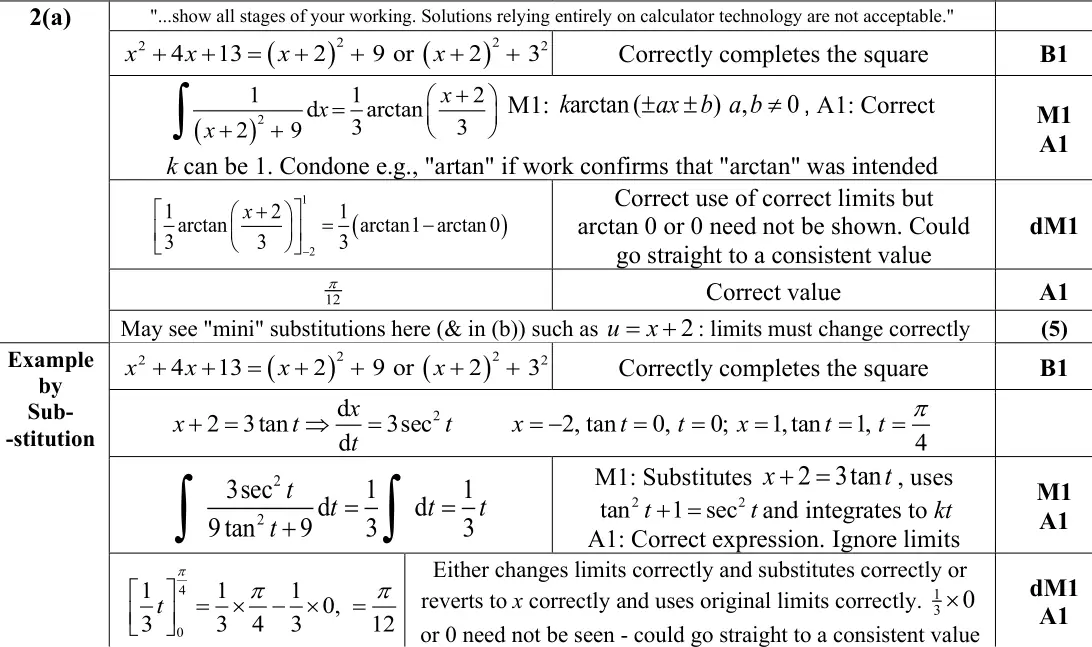 2(a)
"...show all stages of your working. Solutions relying entirely on calculator technology are not acceptable."
x² + 4x + 13 = (x + 2)² + 9 or (x + 2)² + 3²
Correctly completes the square
B1
∫ 1/((x + 2)² + 9) dx = 1/3 arctan((x + 2)/3) M1: karctan(±ax ± b) a, b ≠ 0 , A1: Correct
k can be 1. Condone e.g., "artan" if work confirms that "arctan" was intended
M1
A1
[1/3 arctan((x + 2)/3)]₋₂¹ = 1/3 (arctan1 − arctan 0)
Correct use of correct limits but
arctan 0 or 0 need not be shown. Could
go straight to a consistent value
dM1
π/12
Correct value
A1
May see "mini" substitutions here (& in (b)) such as u = x + 2 : limits must change correctly
(5)
Example
by
Sub-
-stitution
x² + 4x + 13 = (x + 2)² + 9 or (x + 2)² + 3²
Correctly completes the square
B1
x + 2 = 3 tan t ⇒ dx/dt = 3sec² t x = −2, tan t = 0, t = 0; x = 1, tan t = 1, t = π/4
∫ 3sec² t/(9 tan² t + 9) dt = 1/3 ∫ dt = 1/3 t
M1: Substitutes x + 2 = 3tan t , uses
tan² t + 1 = sec² t and integrates to kt
A1: Correct expression. Ignore limits
M1
A1
[1/3 t]₀^(π/4) = 1/3 × π/4 − 1/3 × 0, = π/12
Either changes limits correctly and substitutes correctly or
reverts to x correctly and uses original limits correctly. 1/3 × 0
or 0 need not be seen - could go straight to a consistent value
dM1
A1